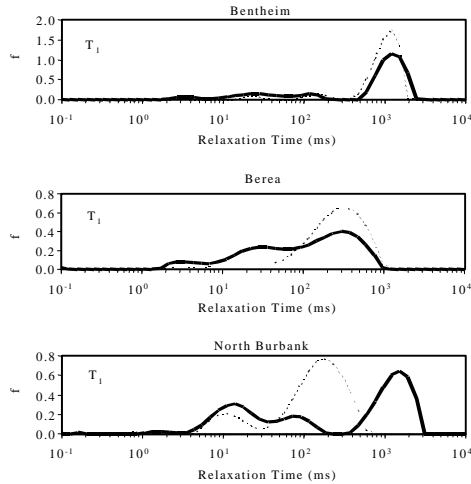 Bentheim
2.0
T1
1.5
f
1.0
0.5
0.0
10-1 100 101 102 103 104
Relaxation Time (ms)
Berea
0.8
T1
0.6
f
0.4
0.2
0.0
10-1 100 101 102 103 104
Relaxation Time (ms)
North Burbank
0.8
T1
0.6
f
0.4
0.2
0.0
10-1 100 101 102 103 104
Relaxation Time (ms)